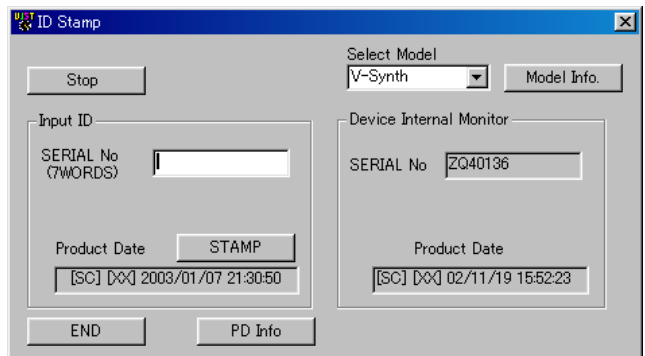 ID Stamp
Select Model
Stop
V-Synth
Model Info.
Input ID
SERIAL No
(7WORDS)
Product Date
STAMP
[SC] [XX] 2003/01/07 21:30:50
Device Internal Monitor
SERIAL No
ZQ40136
Product Date
[SC] [XX] 02/11/19 15:52:23
END
PD Info